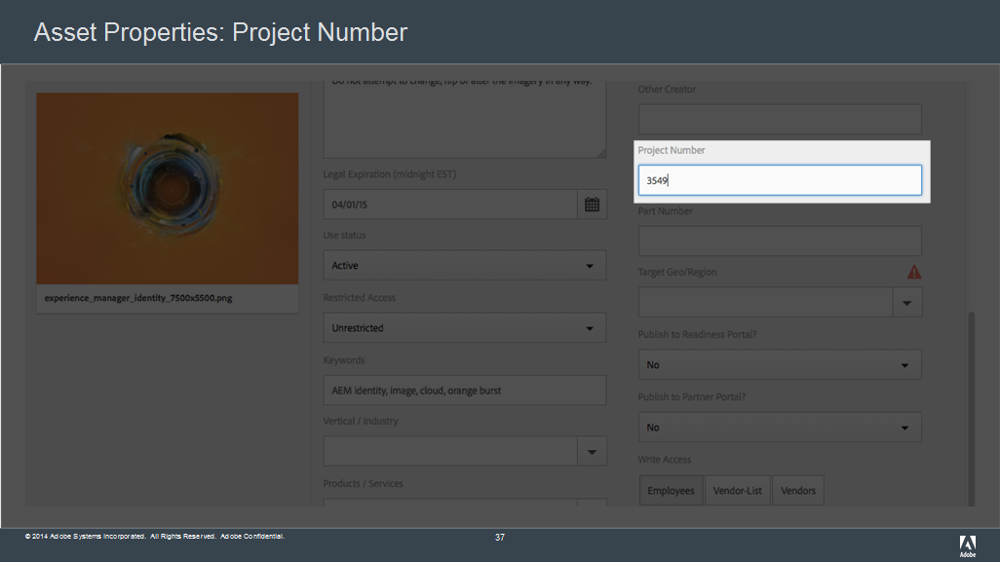 Asset Properties: Project Number
Do not attempt to change, flip or alter the imagery in any way.
Legal Expiration (midnight EST)
04/01/15
Use status
Active
Restricted Access
Unrestricted
Keywords
AEM identity, image, cloud, orange burst
Vertical / Industry
Products / Services
experience_manager_identity_7500x5500.png
Other Creator
Project Number
3549
Part Number
Target Geo/Region
Publish to Readiness Portal?
No
Publish to Partner Portal?
No
Write Access
Employees Vendor-List Vendors
© 2014 Adobe Systems Incorporated. All Rights Reserved. Adobe Confidential.
37
Adobe